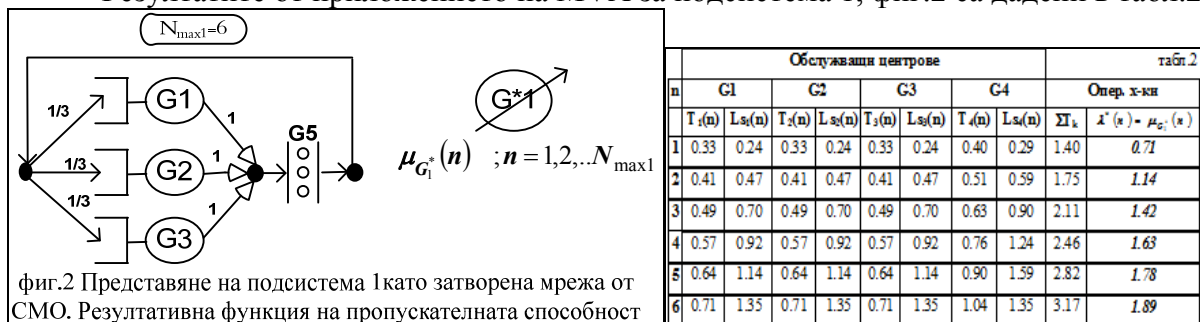 Резултатите от приложението на MVA за подсистема 1, фиг.2 са дадени в табл.2
N max1=6
G1
1/3
1
G*1
G5
1/3
G2
1
μ G1* (n) ; n = 1,2,..N max1
1/3
1
G3
фиг.2 Представяне на подсистема 1като затворена мрежа от
СМО. Резултативна функция на пропускателната способност
Обслужващи центрове табл.2
n G1 G2 G3 G4 Опер. х-ки
T1(n) Ls1(n) T2(n) Ls2(n) T3(n) Ls3(n) T4(n) Ls4(n) ΣTk λ*(n) = μG1*(n)
1 0.33 0.24 0.33 0.24 0.33 0.24 0.40 0.29 1.40 0.71
2 0.41 0.47 0.41 0.47 0.41 0.47 0.51 0.59 1.75 1.14
3 0.49 0.70 0.49 0.70 0.49 0.70 0.63 0.90 2.11 1.42
4 0.57 0.92 0.57 0.92 0.57 0.92 0.76 1.24 2.46 1.63
5 0.64 1.14 0.64 1.14 0.64 1.14 0.90 1.59 2.82 1.78
6 0.71 1.35 0.71 1.35 0.71 1.35 1.04 1.35 3.17 1.89